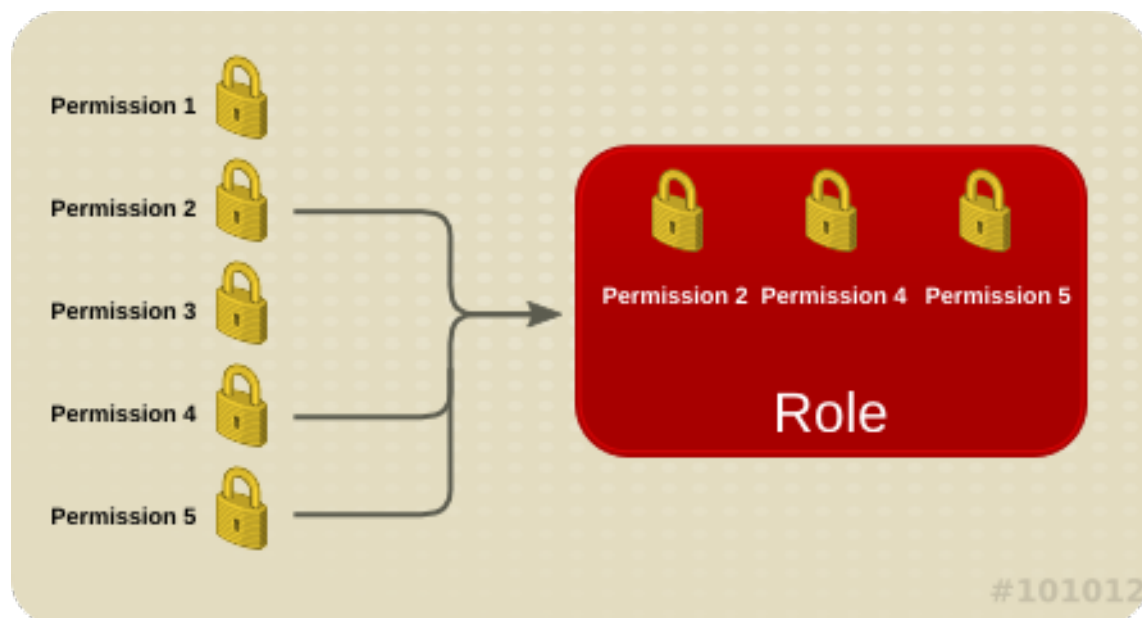 Permission 1
Permission 2
Permission 3
Permission 4
Permission 5
Permission 2 Permission 4 Permission 5
Role
#101012